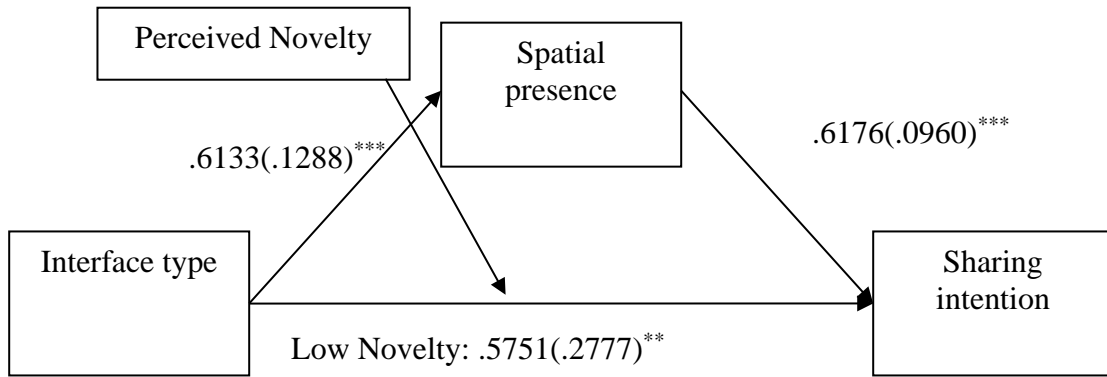 Perceived Novelty
Spatial
presence
.6133(.1288)***
.6176(.0960)***
Interface type
Sharing
intention
Low Novelty: .5751(.2777)**